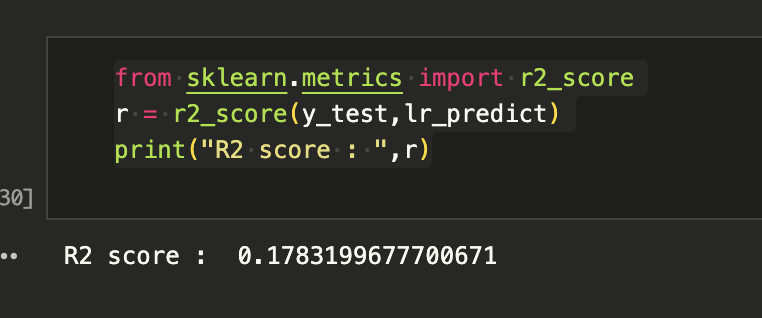 from sklearn.metrics import r2_score
r = r2_score(y_test,lr_predict)
print("R2 score : ",r)
30]
R2 score :  0.1783199677700671